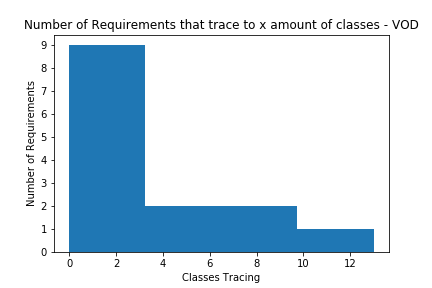 Number of Requirements that trace to x amount of classes - VOD
9
8
7
6
5
4
3
2
1
0
Number of Requirements
0 2 4 6 8 10 12
Classes Tracing